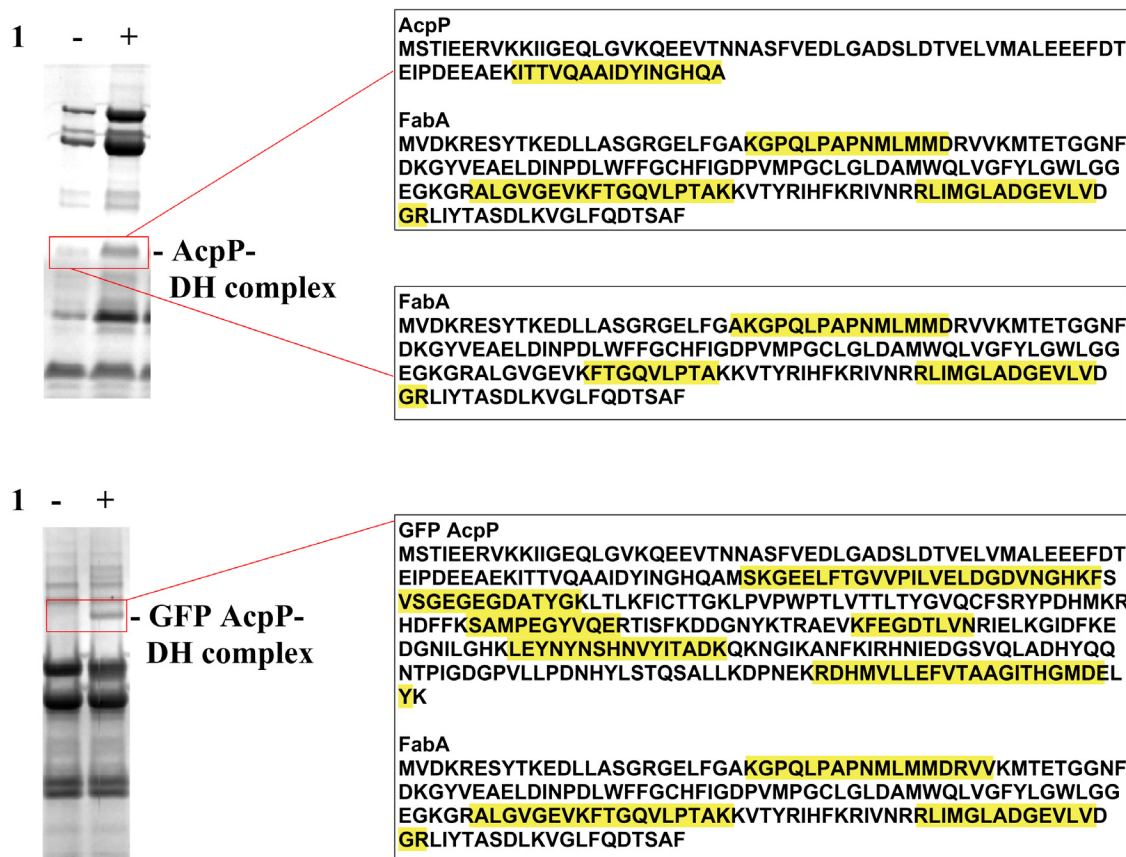 1 - +
- AcpP-
DH complex
AcpP
MSTIEERVKKIIGEQLGVKQEEVTNNASFVEDLGADSLDTVELVMALEEEFDT
EIPDEEAEKITTVQAAIDYINGHQA
FabA
MVDKRESYTKEDLLASGRGELFGAKGPQLPAPNMLMMDRVVKMTETGGNF
DKGYVEAELDINPDLWFFGCHFIGDPVMPGCLGLDAMWQLVGFYLGWLGG
EGKGRALGVGEVKFTGQVLPTAKKVTYRIHFKRIVNRRLIMGLADGEVLVD
GRLIYTASDLKVGLFQDTSAF
FabA
MVDKRESYTKEDLLASGRGELFGAKGPQLPAPNMLMMDRVVKMTETGGNF
DKGYVEAELDINPDLWFFGCHFIGDPVMPGCLGLDAMWQLVGFYLGWLGG
EGKGRALGVGEVKFTGQVLPTAKKVTYRIHFKRIVNRRLIMGLADGEVLVD
GRLIYTASDLKVGLFQDTSAF
1 - +
- GFP AcpP-
DH complex
GFP AcpP
MSTIEERVKKIIGEQLGVKQEEVTNNASFVEDLGADSLDTVELVMALEEEFDT
EIPDEEAEKITTVQAAIDYINGHQAMSKGEELFTGVVPILVELDGDVNGHKFS
VSGEGEGDATYGKLTLKFICTTGKLPVPWPTLVTTLTYGVQCFSRYPDHMKR
HDFFKSAMPEGYVQERTISFKDDGNYKTRAEVKFEGDTLVNRIELKGIDFKE
DGNILGHKLEYNYNSHNVYITADKQKNGIKANFKIRHNIEDGSVQLADHYQQ
NTPIGDGPVLLPDNHYLSTQSALLKDPNEKRDHMVLLEFVTAAGITHGMDEL
YK
FabA
MVDKRESYTKEDLLASGRGELFGAKGPQLPAPNMLMMDRVVKMTETGGNF
DKGYVEAELDINPDLWFFGCHFIGDPVMPGCLGLDAMWQLVGFYLGWLGG
EGKGRALGVGEVKFTGQVLPTAKKVTYRIHFKRIVNRRLIMGLADGEVLVD
GRLIYTASDLKVGLFQDTSAF